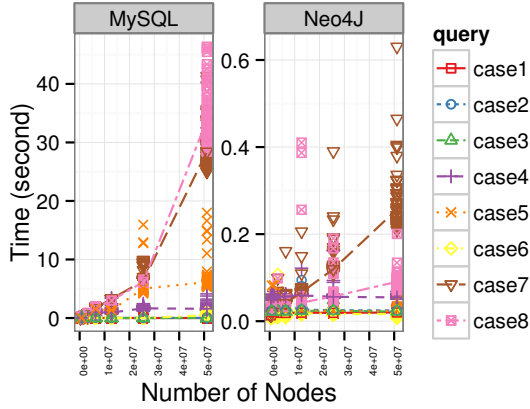 MySQL
Neo4J
query
case1
case2
case3
case4
case5
case6
case7
case8
Time (second)
40
30
20
10
0
0.6
0.4
0.2
0.0
0e+00
1e+07
2e+07
3e+07
4e+07
5e+07
0e+00
1e+07
2e+07
3e+07
4e+07
5e+07
Number of Nodes